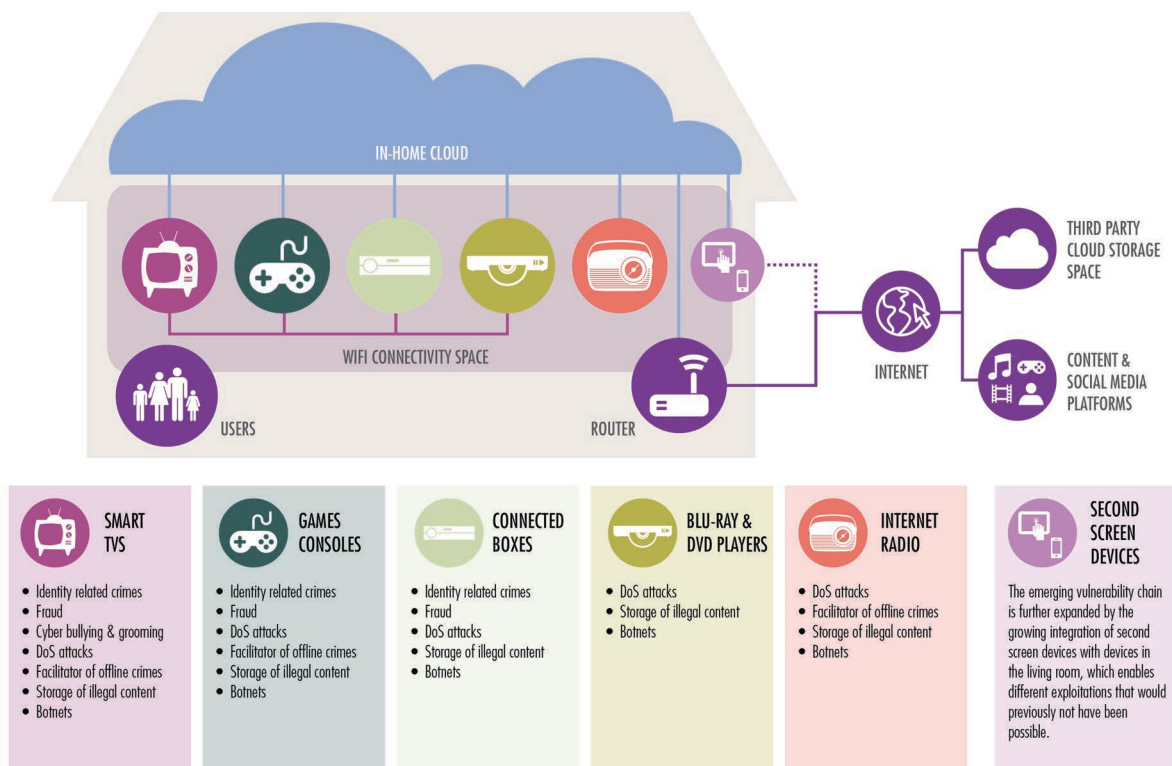 IN-HOME CLOUD
WIFI CONNECTIVITY SPACE
USERS
ROUTER
INTERNET
THIRD PARTY
CLOUD STORAGE
SPACE
CONTENT &
SOCIAL MEDIA
PLATFORMS
SMART
TVS
• Identity related crimes
• Fraud
• Cyber bullying & grooming
• DoS attacks
• Facilitator of offline crimes
• Storage of illegal content
• Botnets
GAMES
CONSOLES
• Identity related crimes
• Fraud
• DoS attacks
• Facilitator of offline crimes
• Storage of illegal content
• Botnets
CONNECTED
BOXES
• Identity related crimes
• Fraud
• DoS attacks
• Storage of illegal content
• Botnets
BLU-RAY &
DVD PLAYERS
• DoS attacks
• Storage of illegal content
• Botnets
INTERNET
RADIO
• DoS attacks
• Facilitator of offline crimes
• Storage of illegal content
• Botnets
SECOND
SCREEN
DEVICES
The emerging vulnerability chain
is further expanded by the
growing integration of second
screen devices with devices in
the living room, which enables
different exploitations that would
previously not have been
possible.